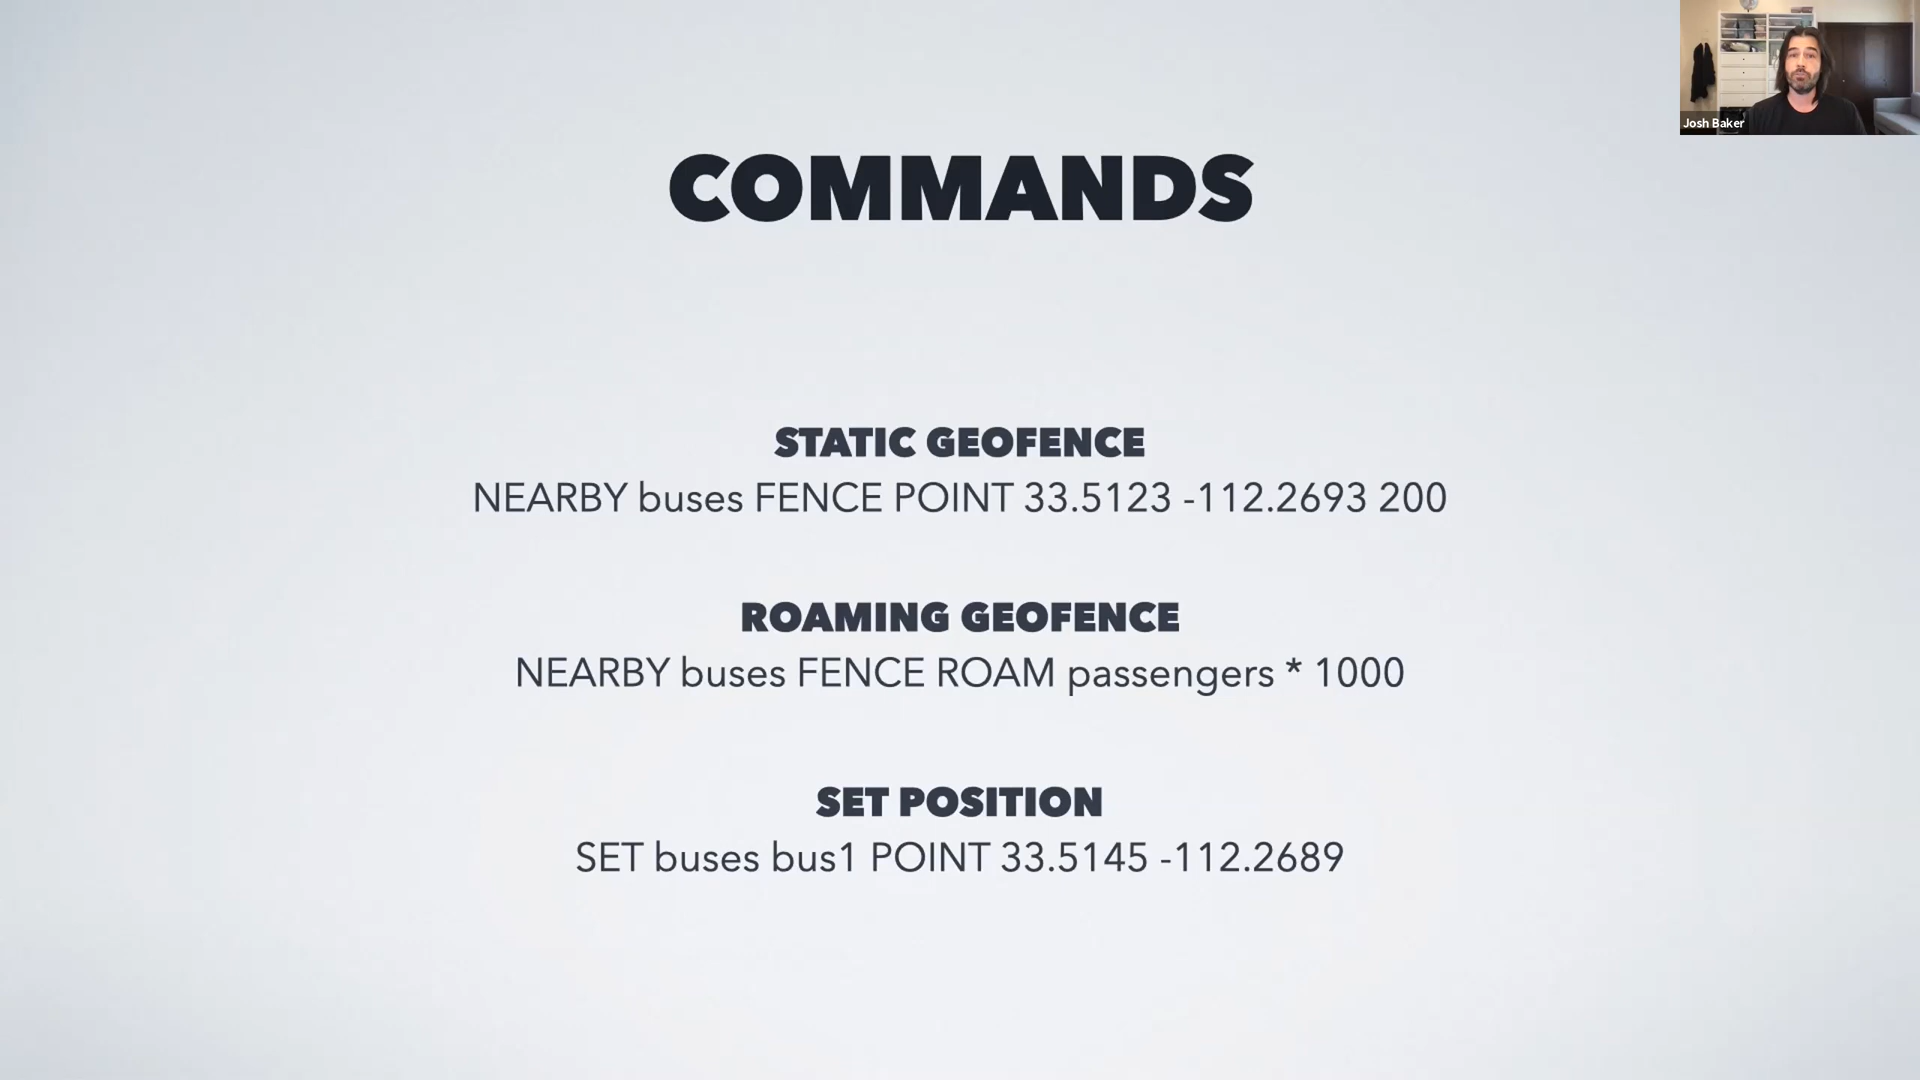 Josh Baker
COMMANDS
STATIC GEOFENCE
NEARBY buses FENCE POINT 33.5123 -112.2693 200
ROAMING GEOFENCE
NEARBY buses FENCE ROAM passengers * 1000
SET POSITION
SET buses bus1 POINT 33.5145 -112.2689